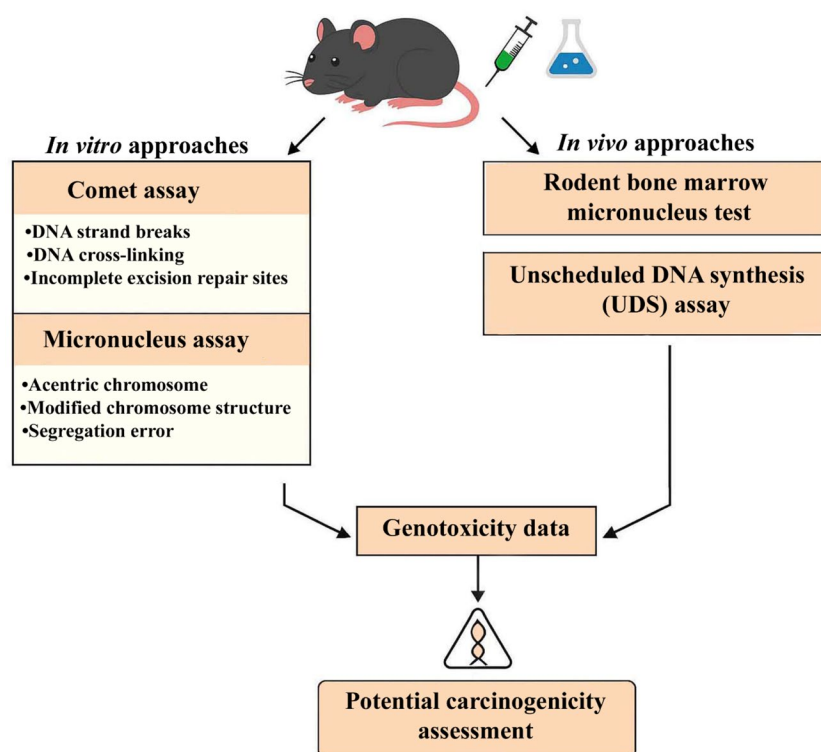 In vitro approaches
Comet assay
•DNA strand breaks
•DNA cross-linking
•Incomplete excision repair sites
Micronucleus assay
•Acentric chromosome
•Modified chromosome structure
•Segregation error
In vivo approaches
Rodent bone marrow
micronucleus test
Unscheduled DNA synthesis
(UDS) assay
Genotoxicity data
Potential carcinogenicity
assessment